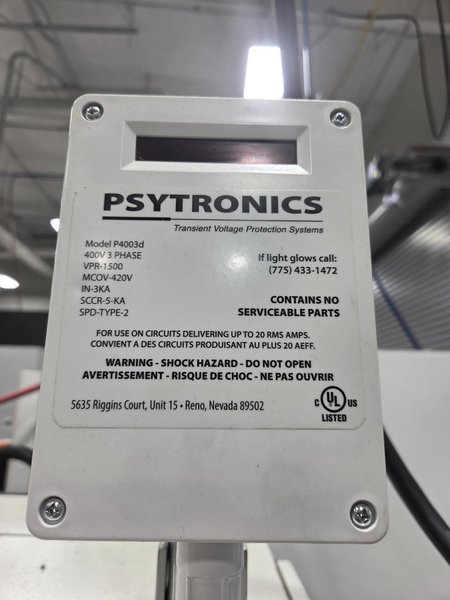 PSYTRONICS
Transient Voltage Protection Systems
Model P4003d
400V 3 PHASE
VPR-1500
MCOV-420V
IN-3KA
SCCR-5-KA
SPD-TYPE-2
If light glows call:
(775) 433-1472
CONTAINS NO
SERVICEABLE PARTS
FOR USE ON CIRCUITS DELIVERING UP TO 20 RMS AMPS.
CONVIENT A DES CIRCUITS PRODUISANT AU PLUS 20 AEFF.
WARNING - SHOCK HAZARD - DO NOT OPEN
AVERTISSEMENT - RISQUE DE CHOC - NE PAS OUVRIR
5635 Riggins Court, Unit 15 • Reno, Nevada 89502
C UL US
LISTED